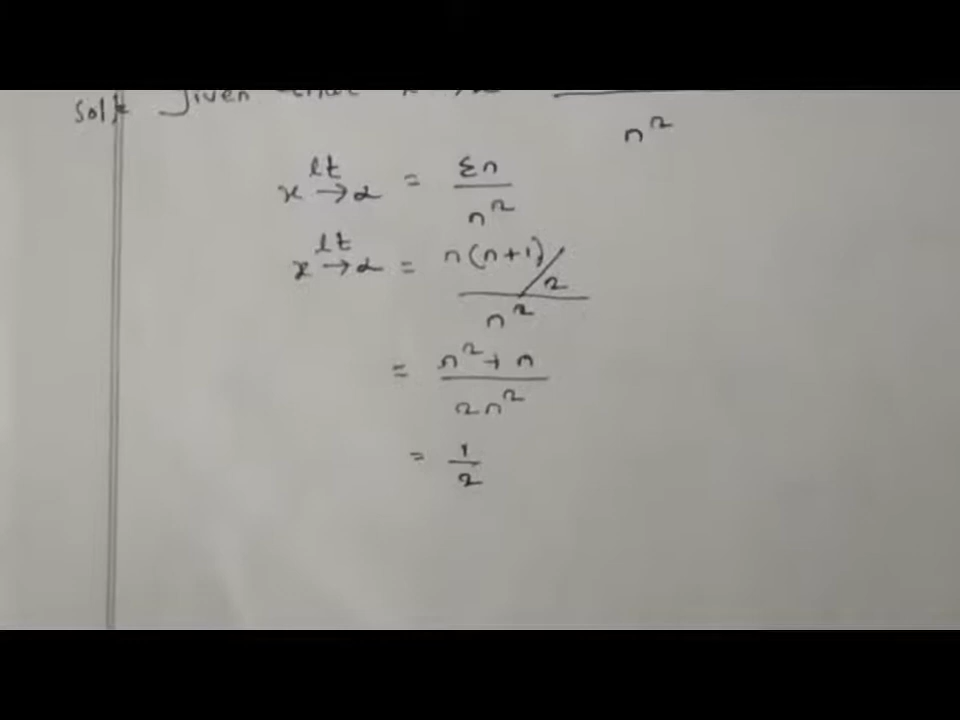 Sol/:
n²
lt x→α = Σn / n²
lt x→α = n(n+1)/2 / n²
= n² + n / 2n²
= 1/2